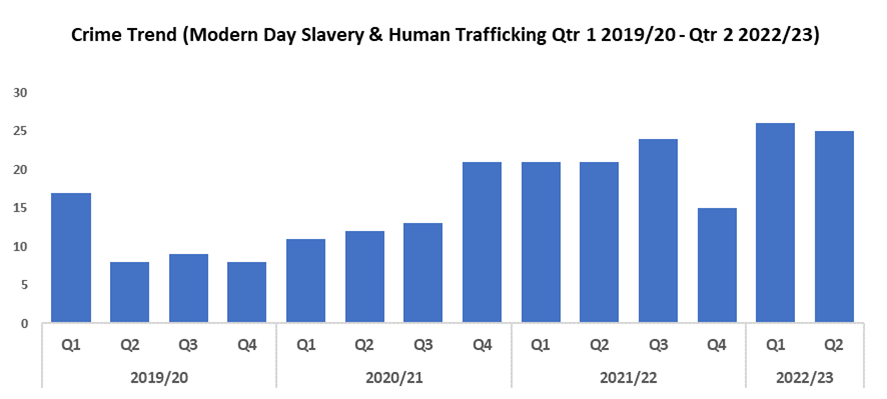 Crime Trend (Modern Day Slavery & Human Trafficking Qtr 1 2019/20 - Qtr 2 2022/23)
30
25
20
15
10
5
0
Q1 Q2 Q3 Q4 Q1 Q2 Q3 Q4 Q1 Q2 Q3 Q4 Q1 Q2
2019/20 2020/21 2021/22 2022/23